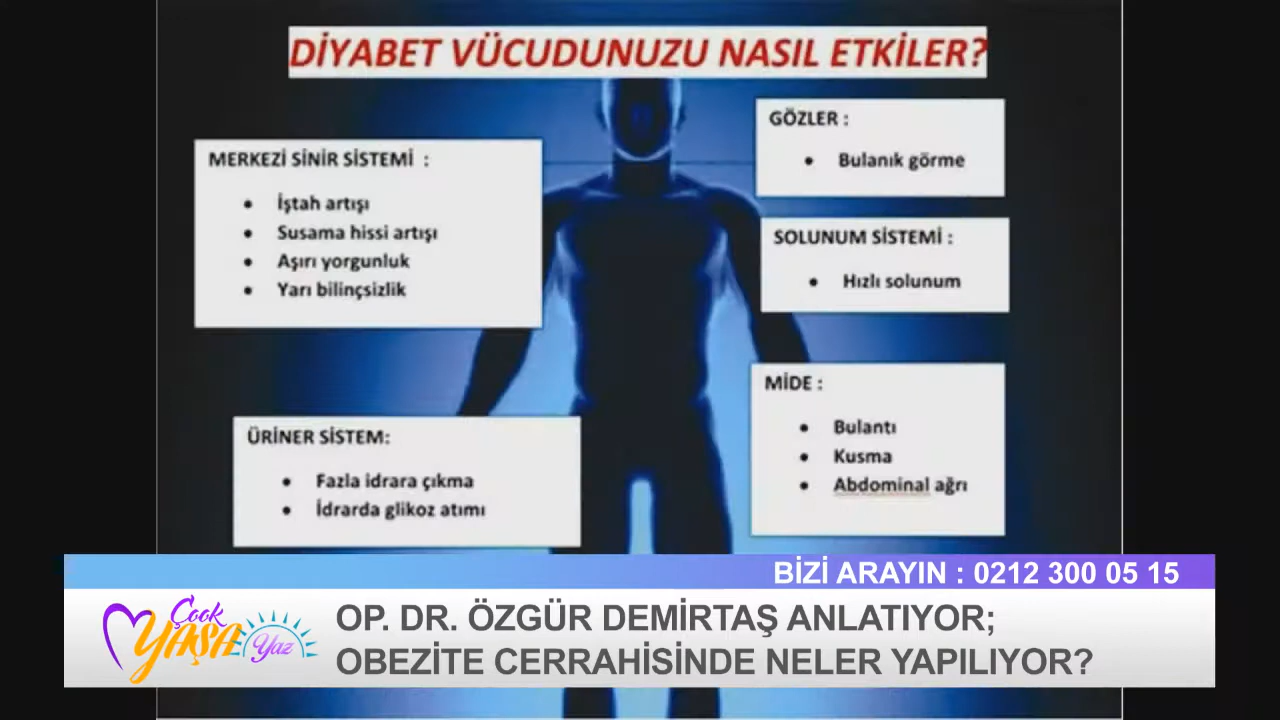 DİYABET VÜCUDUNUZU NASIL ETKİLER?
MERKEZİ SİNİR SİSTEMİ :
• İştah artışı
• Susama hissi artışı
• Aşırı yorgunluk
• Yarı bilinçsizlik
GÖZLER :
• Bulanık görme
SOLUNUM SİSTEMİ :
• Hızlı solunum
ÜRİNER SİSTEM:
• Fazla idrara çıkma
• İdrarda glikoz atımı
MİDE :
• Bulantı
• Kusma
• Abdominal ağrı
BİZİ ARAYIN : 0212 300 05 15
Çook
YAŞA
Yaz
OP. DR. ÖZGÜR DEMİRTAŞ ANLATIYOR;
OBEZİTE CERRAHİSİNDE NELER YAPILIYOR?